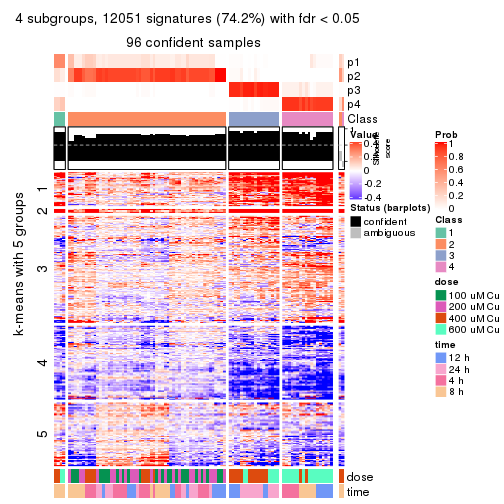 4 subgroups, 12051 signatures (74.2%) with fdr < 0.05
96 confident samples
p1
p2
p3
p4
Class
1
Silhouette
score
k-means with 5 groups
1
2
3
4
5
dose
time
Value
0.4
0.2
0
-0.2
-0.4
Status (barplots)
confident
ambiguous
Prob
1
0.8
0.6
0.4
0.2
0
Class
1
2
3
4
dose
100 uM Cu
200 uM Cu
400 uM Cu
600 uM Cu
time
12 h
24 h
4 h
8 h